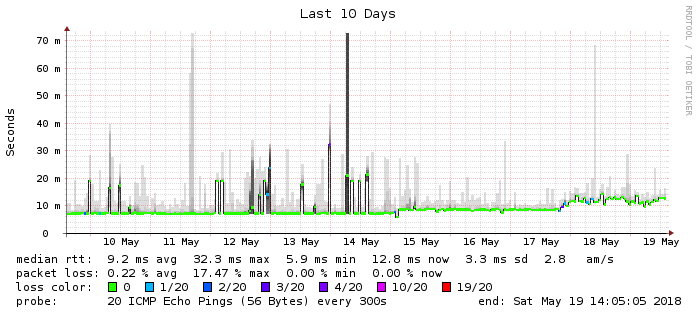 Last 10 Days
RRDTOOL / TOBI OETIKER
Seconds
70 m
60 m
50 m
40 m
30 m
20 m
10 m
0
10 May 11 May 12 May 13 May 14 May 15 May 16 May 17 May 18 May 19 May
median rtt: 9.2 ms avg 32.3 ms max 5.9 ms min 12.8 ms now 3.3 ms sd 2.8 am/s
packet loss: 0.22 % avg 17.47 % max 0.00 % min 0.00 % now
loss color: 0 1/20 2/20 3/20 4/20 10/20 19/20
probe: 20 ICMP Echo Pings (56 Bytes) every 300s end: Sat May 19 14:05:05 2018